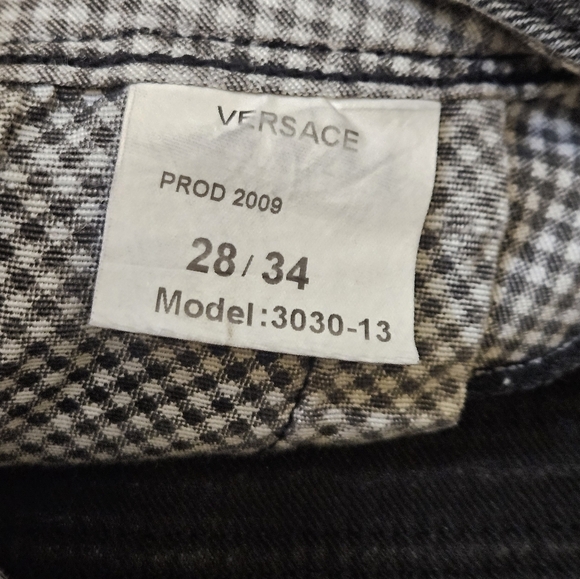 VERSACE
PROD 2009
28 / 34
Model:3030-13